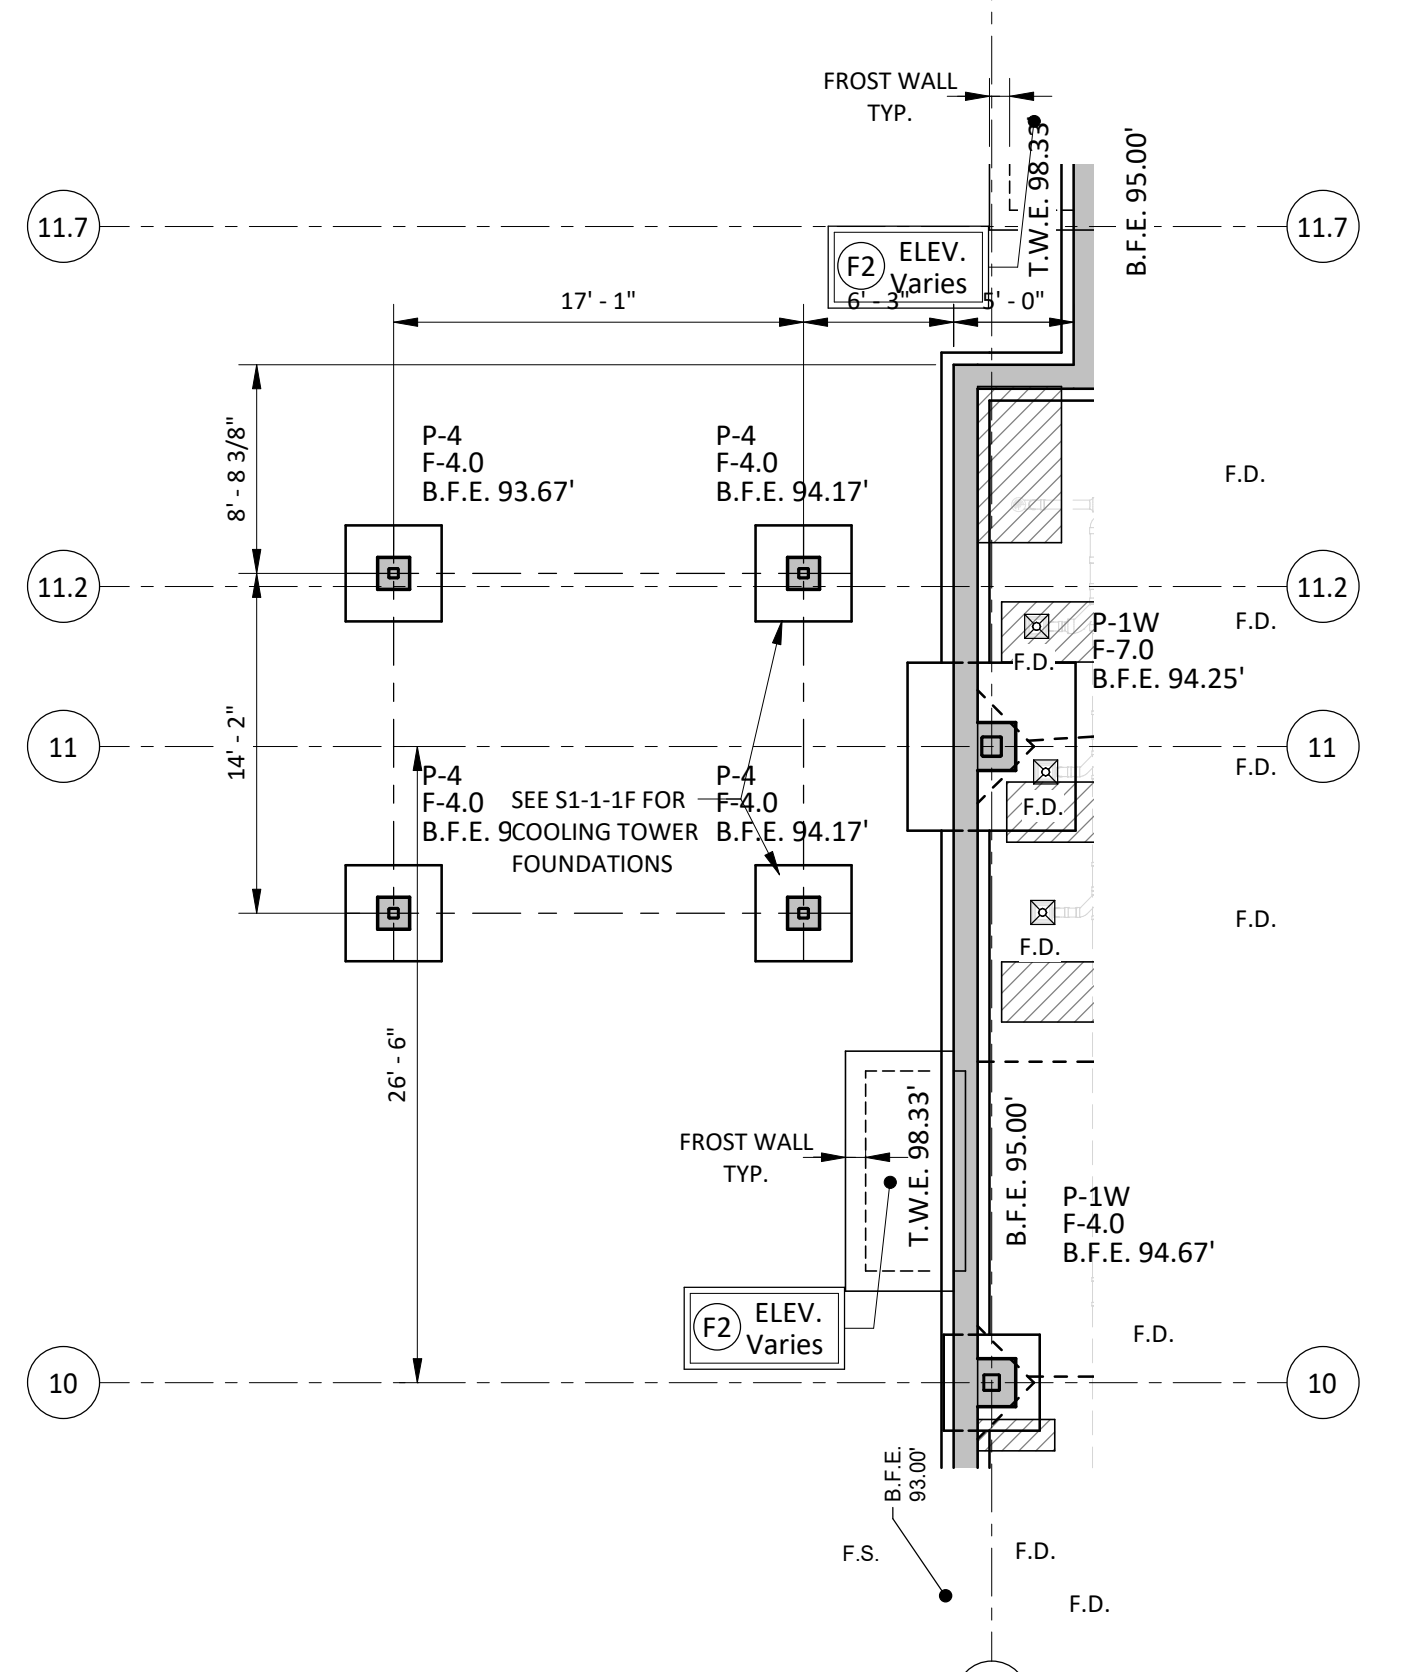 FROST WALL
TYP.
T.W.E. 98.33'
B.F.E. 95.00'
11.7
11.7
F2
ELEV.
Varies
17' - 1"
6' - 3"
5' - 0"
8' - 8 3/8"
P-4
F-4.0
B.F.E. 93.67'
P-4
F-4.0
B.F.E. 94.17'
F.D.
11.2
11.2
P-1W
F-7.0
B.F.E. 94.25'
F.D.
F.D.
14' - 2"
11
11
F.D.
P-4
F-4.0
B.F.E. 9
SEE S1-1-1F FOR
COOLING TOWER
FOUNDATIONS
P-4
F-4.0
B.F.E. 94.17'
F.D.
F.D.
F.D.
26' - 6"
FROST WALL
TYP.
T.W.E. 98.33'
B.F.E. 95.00'
P-1W
F-4.0
B.F.E. 94.67'
F2
ELEV.
Varies
F.D.
10
10
B.F.E.
93.00'
F.S.
F.D.
F.D.